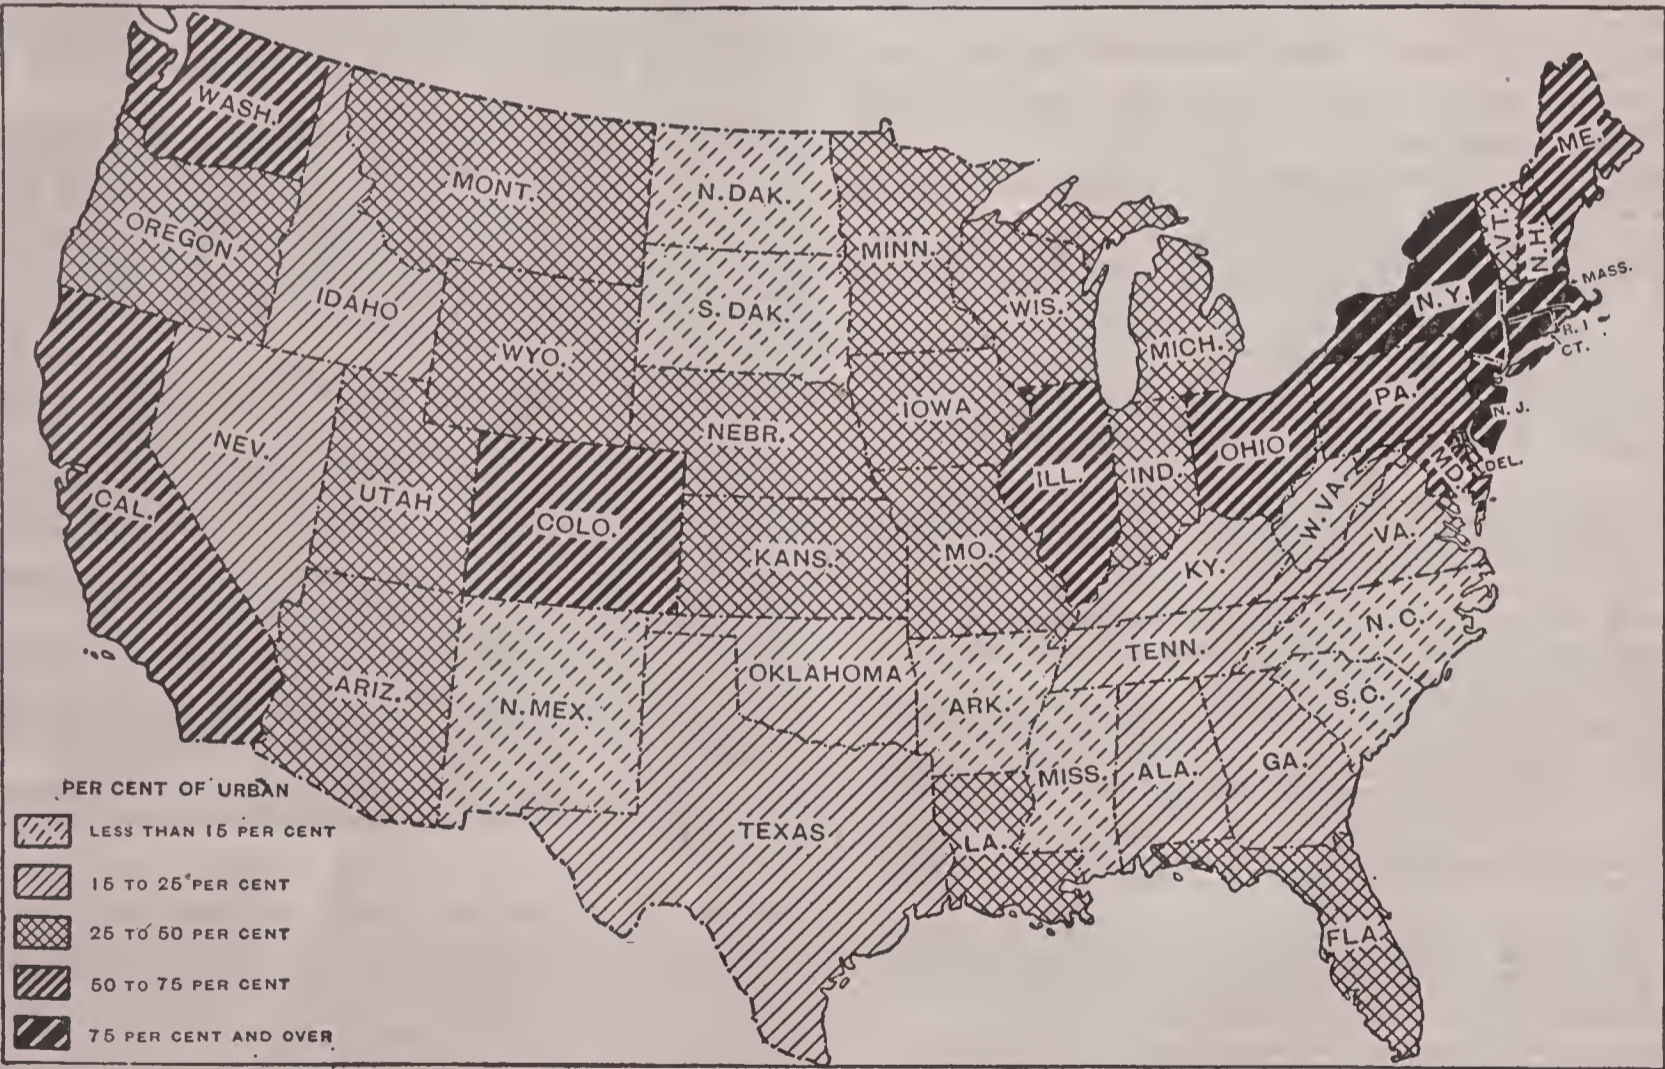 WASH.
OREGON
CAL.
IDAHO
NEV.
MONT.
WYO.
UTAH
ARIZ.
COLO.
N.MEX.
N.DAK.
S.DAK.
NEBR.
KANS.
OKLAHOMA
TEXAS
MINN.
IOWA
MO.
ARK.
LA.
WIS.
ILL.
MICH.
IND.
OHIO
KY.
TENN.
MISS.
ALA.
GA.
FLA.
S.C.
N.C.
VA.
W.VA.
MD.
DEL.
PA.
N.J.
N.Y.
CT.
R.I
MASS.
VT.
N.H.
ME.
PER CENT OF URBAN
LESS THAN 15 PER CENT
15 TO 25 PER CENT
25 TO 50 PER CENT
50 TO 75 PER CENT
75 PER CENT AND OVER